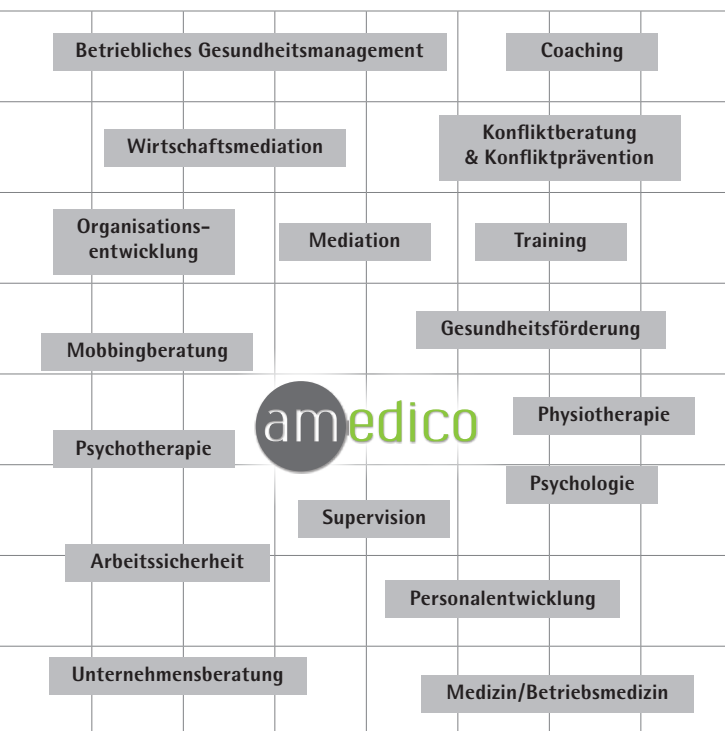 Betriebliches Gesundheitsmanagement
Coaching
Wirtschaftsmediation
Konfliktberatung
& Konfliktprävention
Organisations-
entwicklung
Mediation
Training
Gesundheitsförderung
Mobbingberatung
amedico
Physiotherapie
Psychotherapie
Psychologie
Supervision
Arbeitssicherheit
Personalentwicklung
Unternehmensberatung
Medizin/Betriebsmedizin